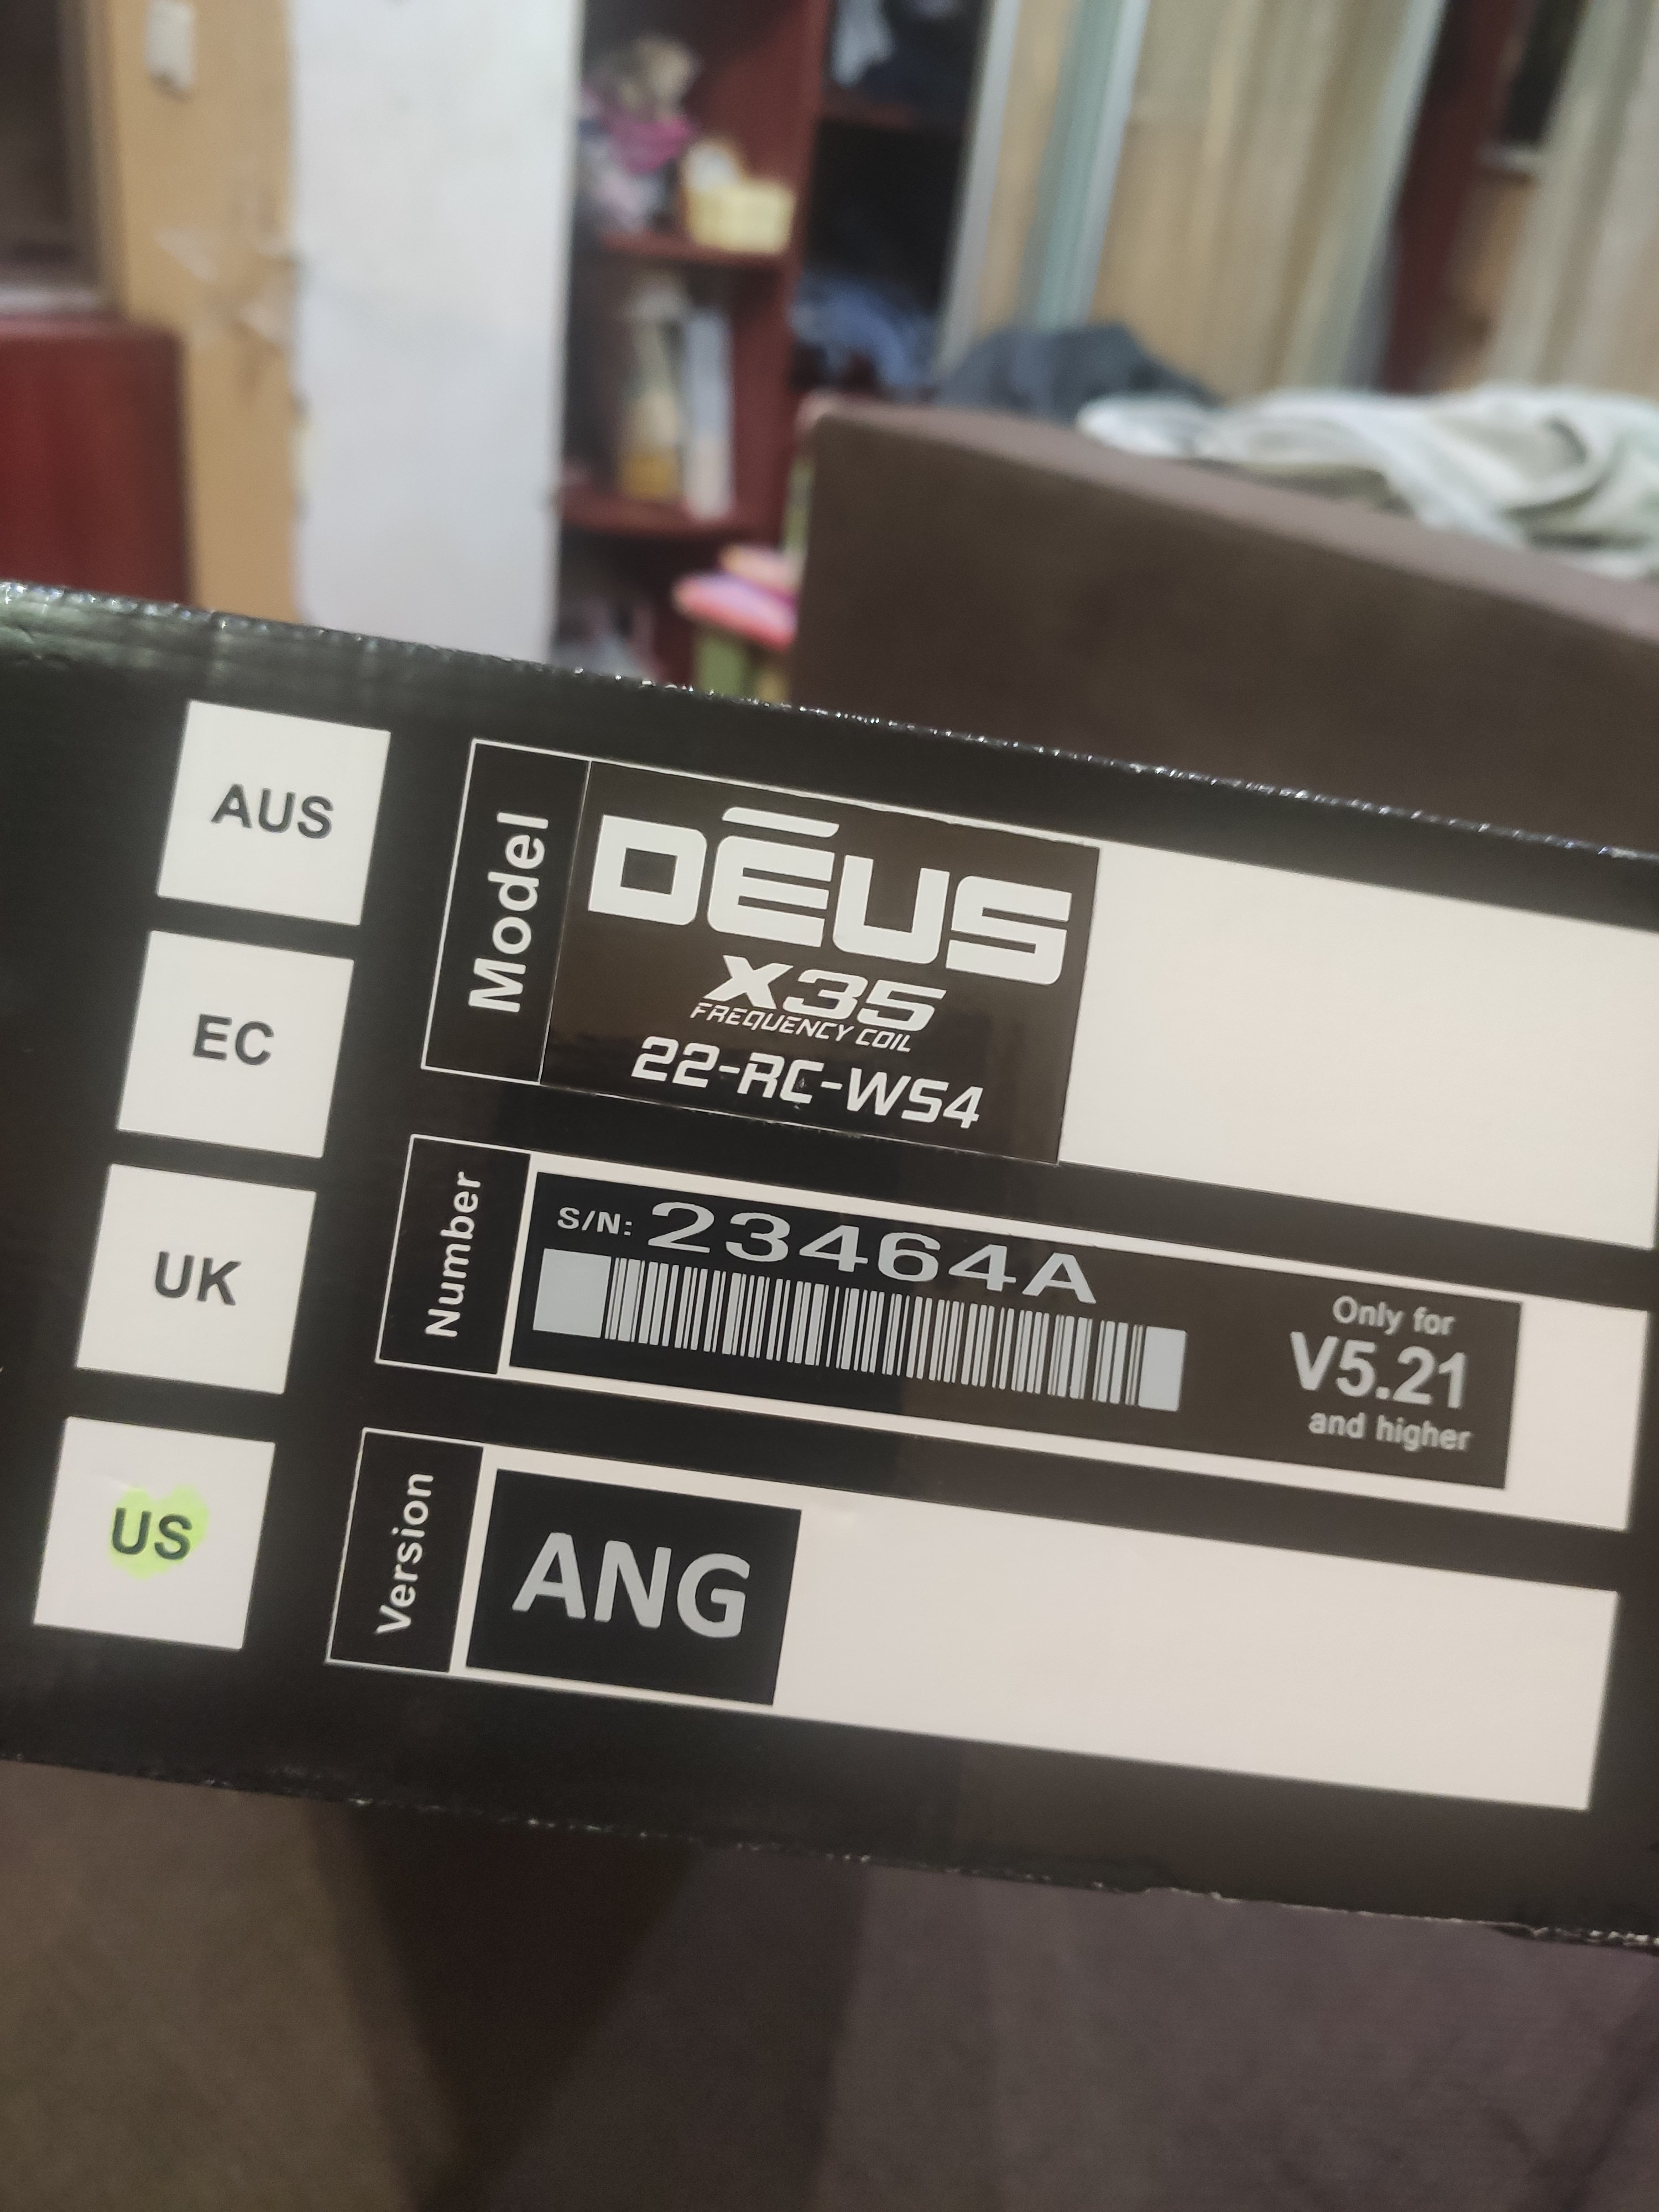 AUS
EC
UK
US
Model
DĒUS
X35
FREQUENCY COIL
22-RC-WS4
Number
S/N: 23464A
Only for
V5.21
and higher
Version
ANG